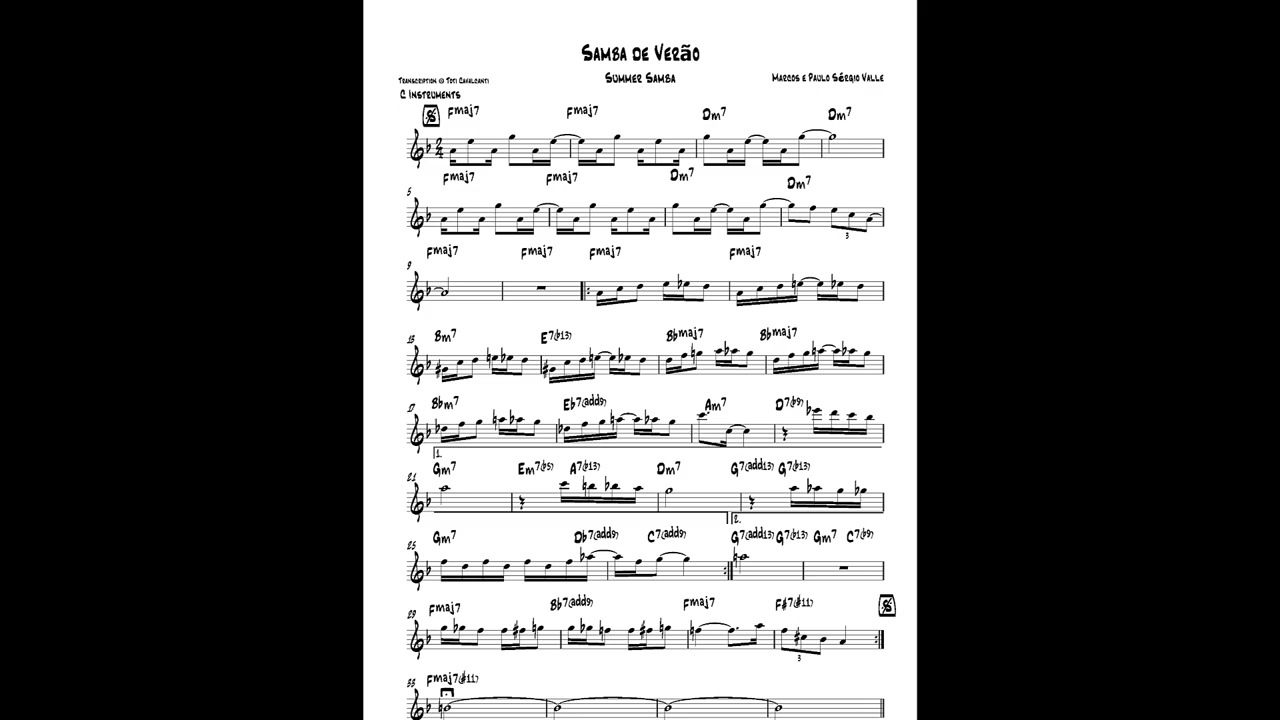 Samba de Verão
Transcription @ Toti Cavalcanti
Summer Samba
Marcos e Paulo Sérgio Valle
C Instruments
Fmaj7 Fmaj7 Dm7 Dm7
2/4
5 Fmaj7 Fmaj7 Dm7 Dm7
3
9 Fmaj7 Fmaj7 Fmaj7 Fmaj7
13 Bm7 E7(b13) Bbmaj7 Bbmaj7
17 Bbm7 Eb7(add9) Am7 D7(b9)
1.
21 Gm7 Em7(b5) A7(b13) Dm7 G7(add13) G7(b13)
2.
25 Gm7 Db7(add9) C7(add9) G7(add13) G7(b13) Gm7 C7(b9)
29 Fmaj7 Bb7(add9) Fmaj7 F#7(#11)
3
33 Fmaj7(#11)